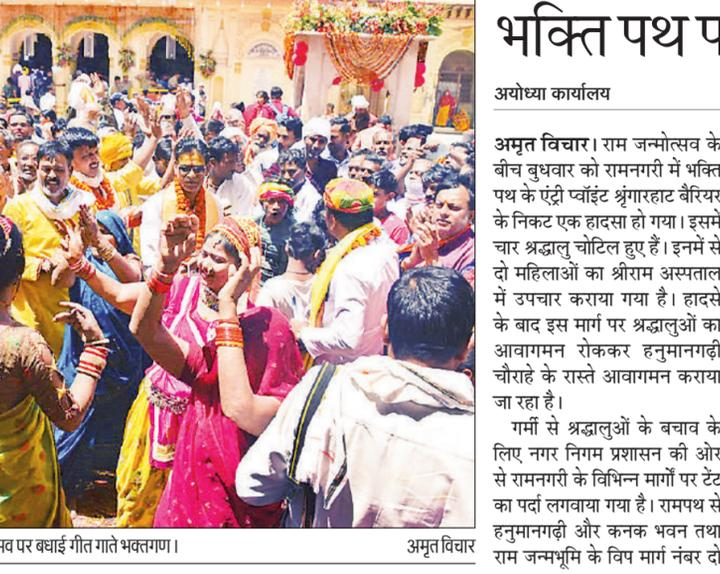 भक्ति पथ प
अयोध्या कार्यालय
अमृत विचार। राम जन्मोत्सव के
बीच बुधवार को रामनगरी में भक्ति
पथ के एंट्री प्वॉइंट श्रृंगारहाट बैरियर
के निकट एक हादसा हो गया। इसमें
चार श्रद्धालु चोटिल हुए हैं। इनमें से
दो महिलाओं का श्रीराम अस्पताल
में उपचार कराया गया है। हादसे
के बाद इस मार्ग पर श्रद्धालुओं का
आवागमन रोककर हनुमानगढ़ी
चौराहे के रास्ते आवागमन कराया
जा रहा है।
गर्मी से श्रद्धालुओं के बचाव के
लिए नगर निगम प्रशासन की ओर
से रामनगरी के विभिन्न मार्गों पर टेंट
का पर्दा लगवाया गया है। रामपथ से
हनुमानगढ़ी और कनक भवन तथा
राम जन्मभूमि के विप मार्ग नंबर दो
पर बधाई गीत गाते भक्तगण।
अमृत विचार